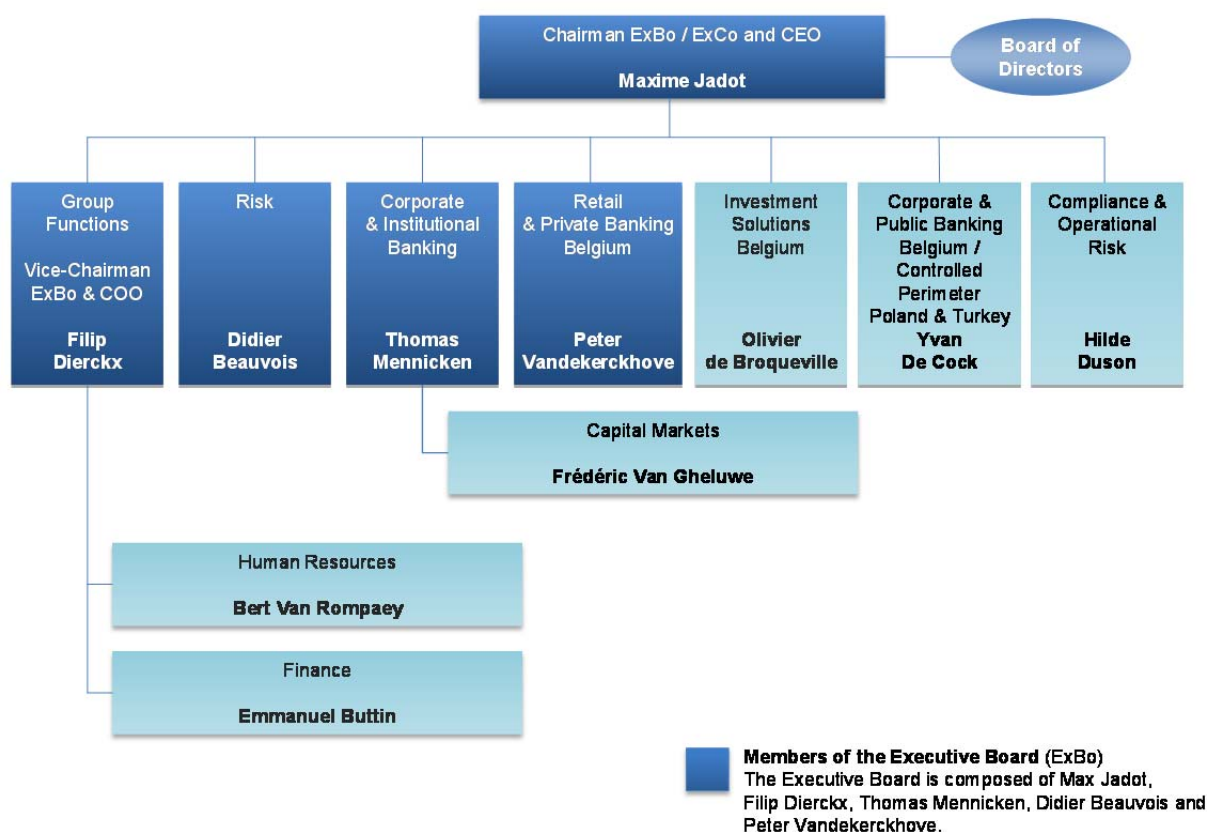 Chairman ExBo / ExCo and CEO
Maxime Jadot
Board of
Directors
Group
Functions
Vice-Chairman
ExBo & COO
Filip
Dierckx
Risk
Didier
Beauvois
Corporate
& Institutional
Banking
Thomas
Mennicken
Retail
& Private Banking
Belgium
Peter
Vandekerckhove
Investment
Solutions
Belgium
Olivier
de Broqueville
Corporate &
Public Banking
Belgium /
Controlled
Perimeter
Poland & Turkey
Yvan
De Cock
Compliance &
Operational
Risk
Hilde
Duson
Capital Markets
Frédéric Van Gheluwe
Human Resources
Bert Van Rompaey
Finance
Emmanuel Buttin
Members of the Executive Board (ExBo)
The Executive Board is composed of Max Jadot,
Filip Dierckx, Thomas Mennicken, Didier Beauvois and
Peter Vandekerckhove.